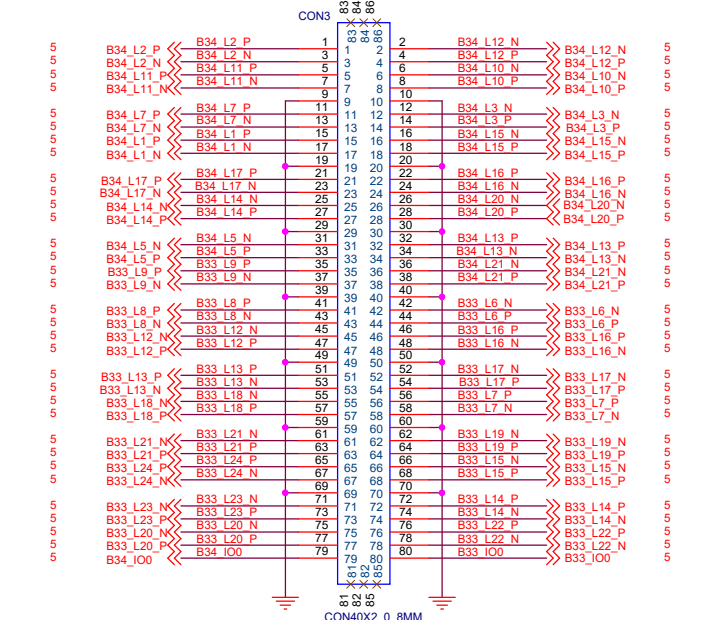 83 84 86
CON3
83 84 86
5 B34_L2_P B34_L2_P 1 1 2 2 B34_L12_N B34_L12_N 5
5 B34_L2_N B34_L2_N 3 3 4 4 B34_L12_P B34_L12_P 5
5 B34_L11_P B34_L11_P 5 5 6 6 B34_L10_N B34_L10_N 5
5 B34_L11_N B34_L11_N 7 7 8 8 B34_L10_P B34_L10_P 5
9 9 10 10
5 B34_L7_P B34_L7_P 11 11 12 12 B34_L3_N B34_L3_N 5
5 B34_L7_N B34_L7_N 13 13 14 14 B34_L3_P B34_L3_P 5
5 B34_L1_P B34_L1_P 15 15 16 16 B34_L15_N B34_L15_N 5
5 B34_L1_N B34_L1_N 17 17 18 18 B34_L15_P B34_L15_P 5
19 19 20 20
5 B34_L17_P B34_L17_P 21 21 22 22 B34_L16_P B34_L16_P 5
5 B34_L17_N B34_L17_N 23 23 24 24 B34_L16_N B34_L16_N 5
5 B34_L14_N B34_L14_N 25 25 26 26 B34_L20_N B34_L20_N 5
5 B34_L14_P B34_L14_P 27 27 28 28 B34_L20_P B34_L20_P 5
29 29 30 30
5 B34_L5_N B34_L5_N 31 31 32 32 B34_L13_P B34_L13_P 5
5 B34_L5_P B34_L5_P 33 33 34 34 B34_L13_N B34_L13_N 5
5 B33_L9_P B33_L9_P 35 35 36 36 B34_L21_N B34_L21_N 5
5 B33_L9_N B33_L9_N 37 37 38 38 B34_L21_P B34_L21_P 5
39 39 40 40
5 B33_L8_P B33_L8_P 41 41 42 42 B33_L6_N B33_L6_N 5
5 B33_L8_N B33_L8_N 43 43 44 44 B33_L6_P B33_L6_P 5
5 B33_L12_N B33_L12_N 45 45 46 46 B33_L16_P B33_L16_P 5
5 B33_L12_P B33_L12_P 47 47 48 48 B33_L16_N B33_L16_N 5
49 49 50 50
5 B33_L13_P B33_L13_P 51 51 52 52 B33_L17_N B33_L17_N 5
5 B33_L13_N B33_L13_N 53 53 54 54 B33_L17_P B33_L17_P 5
5 B33_L18_N B33_L18_N 55 55 56 56 B33_L7_P B33_L7_P 5
5 B33_L18_P B33_L18_P 57 57 58 58 B33_L7_N B33_L7_N 5
59 59 60 60
5 B33_L21_N B33_L21_N 61 61 62 62 B33_L19_N B33_L19_N 5
5 B33_L21_P B33_L21_P 63 63 64 64 B33_L19_P B33_L19_P 5
5 B33_L24_P B33_L24_P 65 65 66 66 B33_L15_N B33_L15_N 5
5 B33_L24_N B33_L24_N 67 67 68 68 B33_L15_P B33_L15_P 5
69 69 70 70
5 B33_L23_N B33_L23_N 71 71 72 72 B33_L14_P B33_L14_P 5
5 B33_L23_P B33_L23_P 73 73 74 74 B33_L14_N B33_L14_N 5
5 B33_L20_N B33_L20_N 75 75 76 76 B33_L22_P B33_L22_P 5
5 B33_L20_P B33_L20_P 77 77 78 78 B33_L22_N B33_L22_N 5
5 B34_IO0 B34_IO0 79 79 80 80 B33_IO0 B33_IO0 5
81 82 85
81 82 85
CON40X2_0_8MM